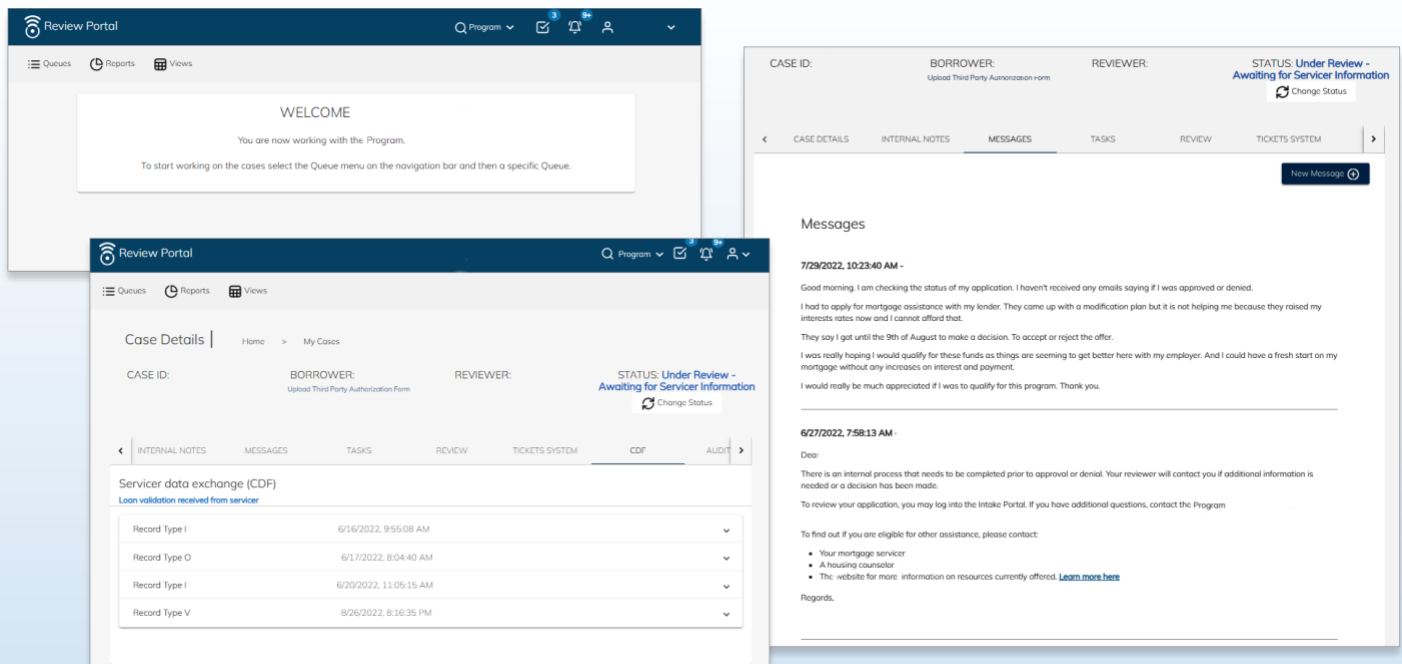 Review Portal
Program
3
9+
Queues
Reports
Views
WELCOME
You are now working with the Program.
To start working on the cases select the Queue menu on the navigation bar and then a specific Queue.
Review Portal
Program
3
9+
Queues
Reports
Views
Case Details |
Home > My Cases
CASE ID:
BORROWER:
Upload Third Party Authorization Form
REVIEWER:
STATUS: Under Review -
Awaiting for Servicer Information
Change Status
INTERNAL NOTES
MESSAGES
TASKS
REVIEW
TICKETS SYSTEM
CDF
AUDIT
Servicer data exchange (CDF)
Loan validation received from servicer
Record Type I 6/16/2022, 9:55:08 AM
Record Type O 6/17/2022, 8:04:40 AM
Record Type I 6/20/2022, 11:05:15 AM
Record Type V 8/26/2022, 8:16:35 PM
CASE ID:
BORROWER:
Upload Third Party Authorization Form
REVIEWER:
STATUS: Under Review -
Awaiting for Servicer Information
Change Status
CASE DETAILS
INTERNAL NOTES
MESSAGES
TASKS
REVIEW
TICKETS SYSTEM
New Message
Messages
7/29/2022, 10:23:40 AM -
Good morning. I am checking the status of my application. I haven't received any emails saying if I was approved or denied.
I had to apply for mortgage assistance with my lender. They came up with a modification plan but it is not helping me because they raised my
interests rates now and I cannot afford that.
They say I got until the 9th of August to make a decision. To accept or reject the offer.
I was really hoping I would qualify for these funds as things are seeming to get better here with my employer. And I could have a fresh start on my
mortgage without any increases on interest and payment.
I would really be much appreciated if I was to qualify for this program. Thank you.
6/27/2022, 7:58:13 AM -
Dear
There is an internal process that needs to be completed prior to approval or denial. Your reviewer will contact you if additional information is
needed or a decision has been made.
To review your application, you may log into the Intake Portal. If you have additional questions, contact the Program
To find out if you are eligible for other assistance, please contact:
• Your mortgage servicer
• A housing counselor
• The website for more information on resources currently offered. Learn more here
Regards,